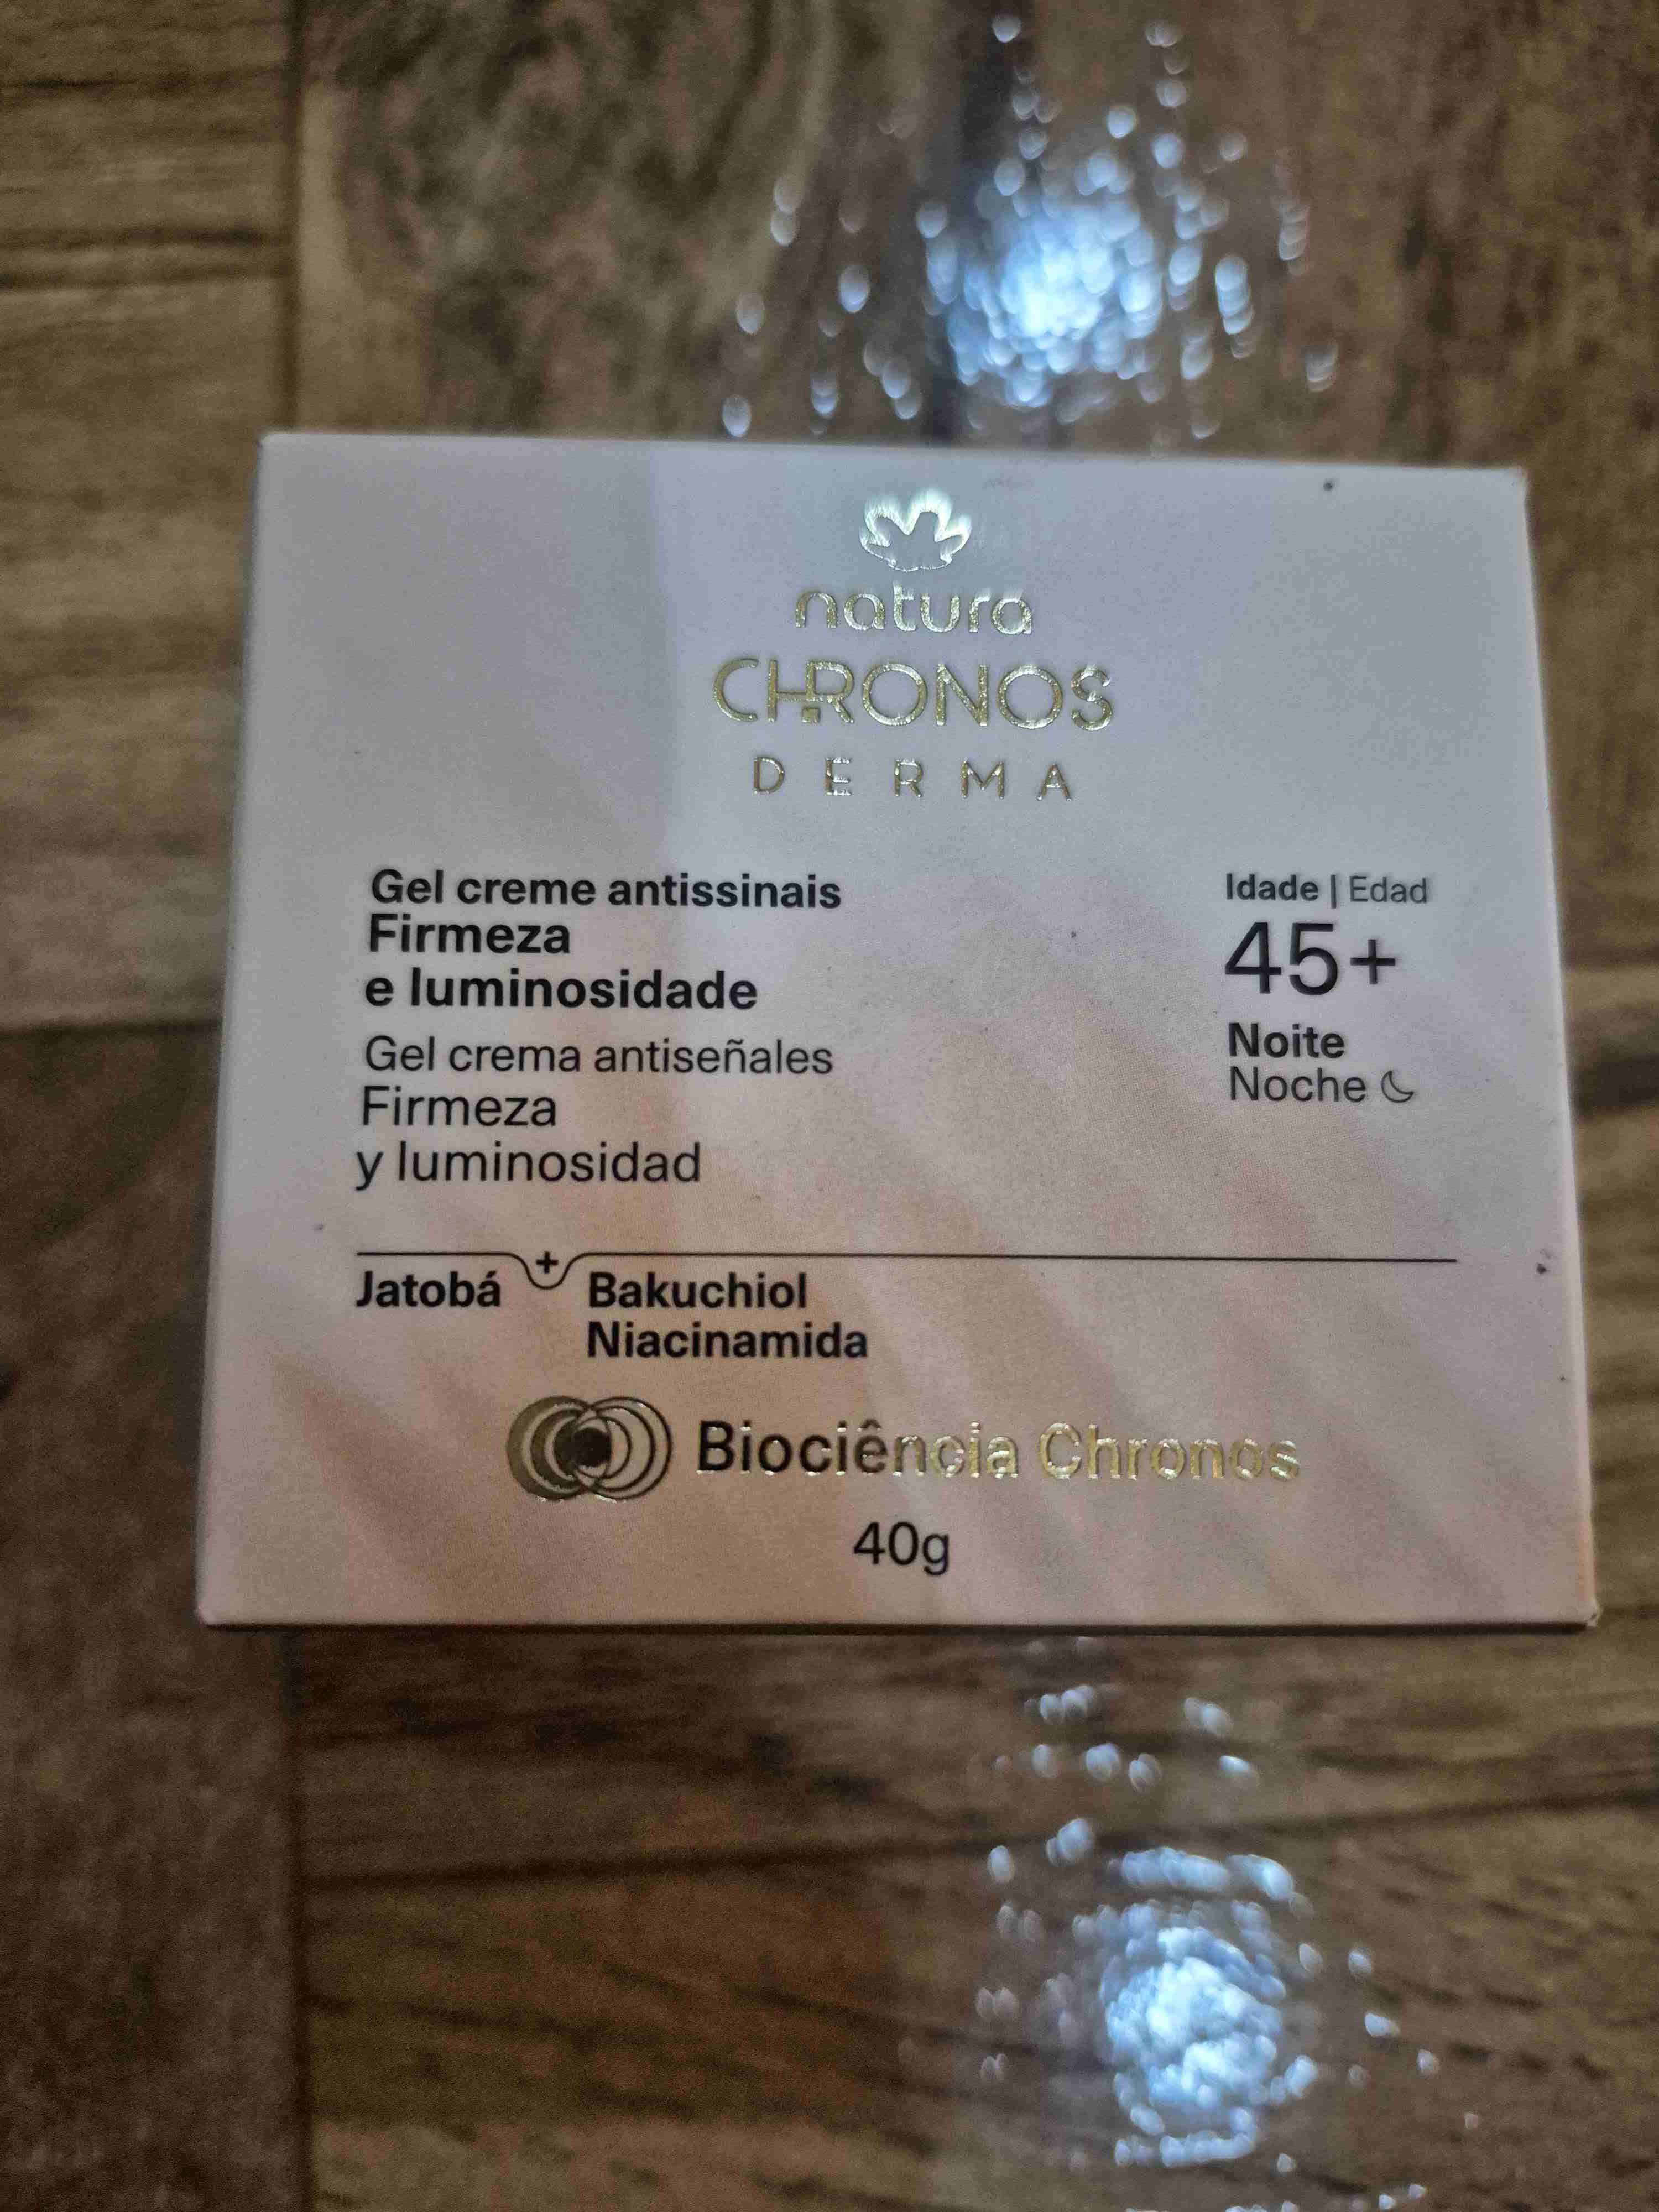 natura
CHRONOS
DERMA
Gel creme antissinais
Firmeza
e luminosidade
Gel crema antiseñales
Firmeza
y luminosidad
Idade | Edad
45+
Noite
Noche
Jatobá + Bakuchiol
Niacinamida
Biociência Chronos
40g